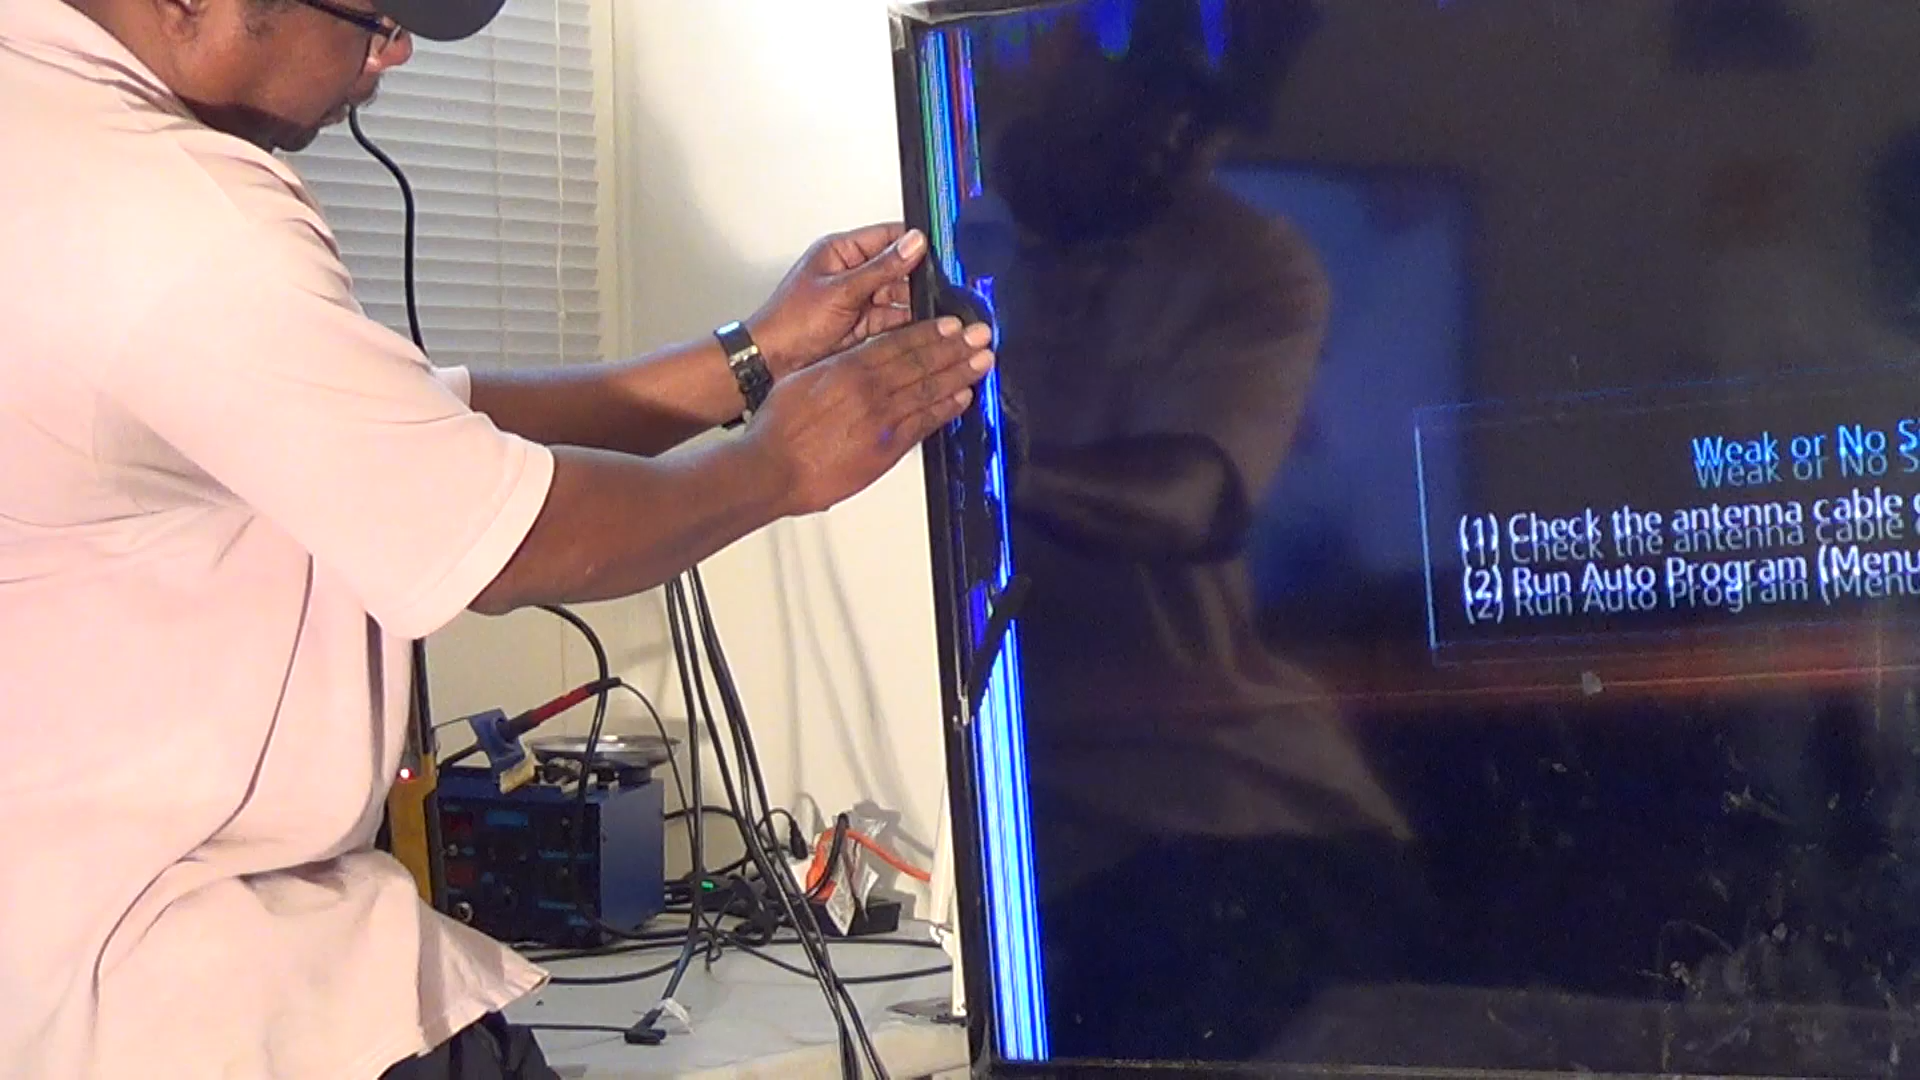 Weak or No S
(1) Check the antenna cable
(2) Run Auto Program (Menu